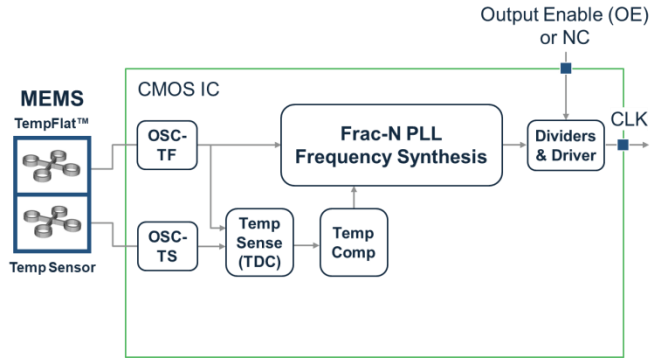 Output Enable (OE)
or NC
CMOS IC
MEMS
TempFlat™
OSC-
TF
Frac-N PLL
Frequency Synthesis
Dividers
& Driver
CLK
OSC-
TS
Temp
Sense
(TDC)
Temp
Comp
Temp Sensor